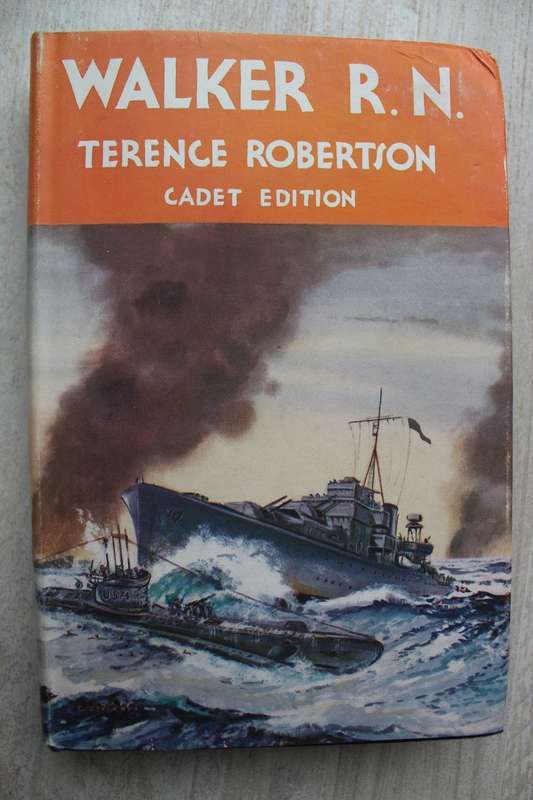 WALKER R.N.
TERENCE ROBERTSON
CADET EDITION